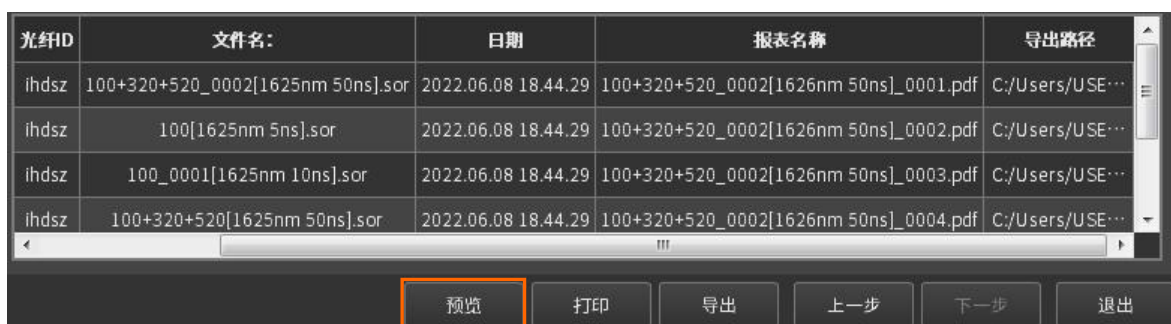 光纤ID 文件名： 日期 报表名称 导出路径
ihdsz 100+320+520_0002[1625nm 50ns].sor 2022.06.08 18.44.29 100+320+520_0002[1626nm 50ns]_0001.pdf C:/Users/USE···
ihdsz 100[1625nm 5ns].sor 2022.06.08 18.44.29 100+320+520_0002[1626nm 50ns]_0002.pdf C:/Users/USE···
ihdsz 100_0001[1625nm 10ns].sor 2022.06.08 18.44.29 100+320+520_0002[1626nm 50ns]_0003.pdf C:/Users/USE···
ihdsz 100+320+520[1625nm 50ns].sor 2022.06.08 18.44.29 100+320+520_0002[1626nm 50ns]_0004.pdf C:/Users/USE···
预览 打印 导出 上一步 下一步 退出